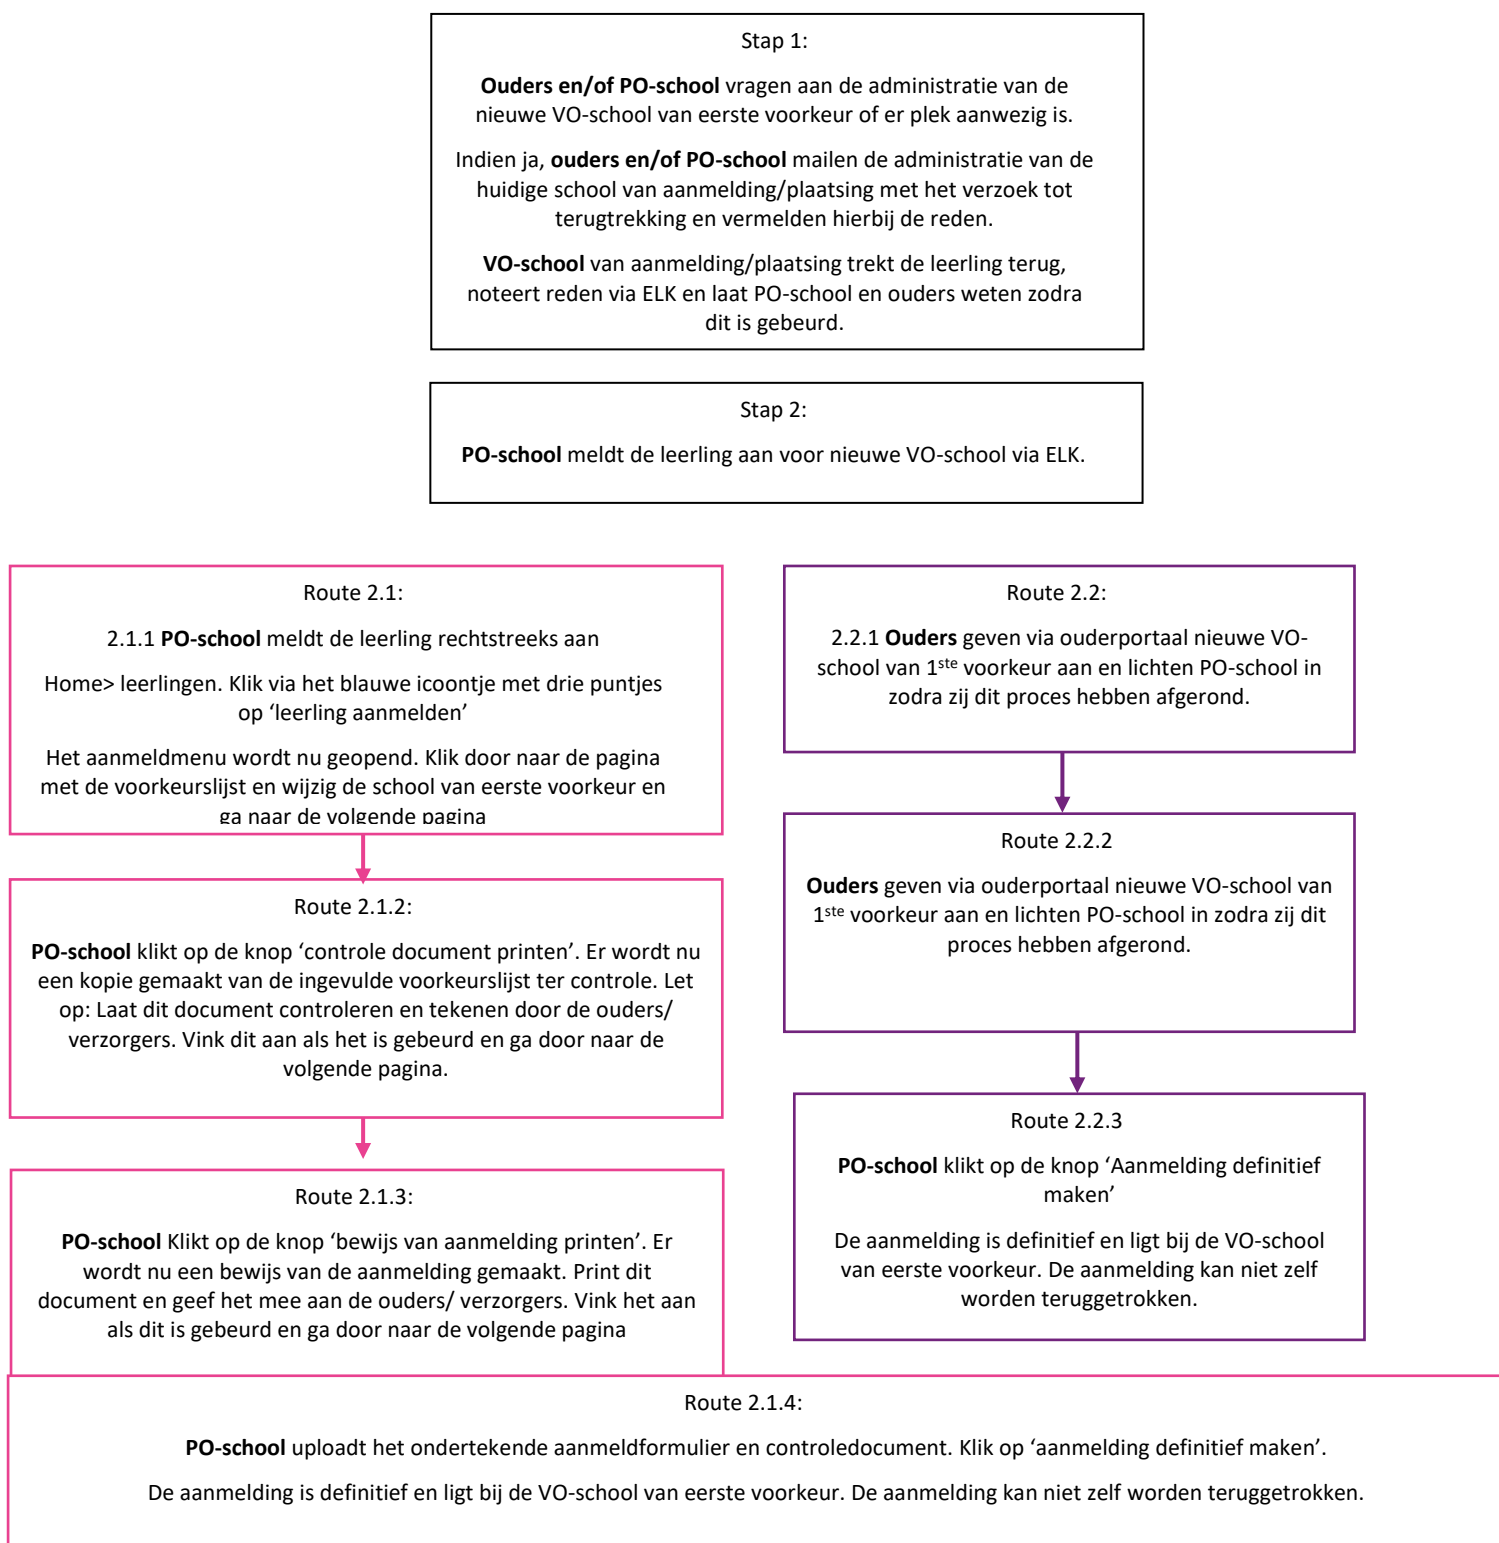 Stap 1:
Ouders en/of PO-school vragen aan de administratie van de
nieuwe VO-school van eerste voorkeur of er plek aanwezig is.
Indien ja, ouders en/of PO-school mailen de administratie van de
huidige school van aanmelding/plaatsing met het verzoek tot
terugtrekking en vermelden hierbij de reden.
VO-school van aanmelding/plaatsing trekt de leerling terug,
noteert reden via ELK en laat PO-school en ouders weten zodra
dit is gebeurd.
Stap 2:
PO-school meldt de leerling aan voor nieuwe VO-school via ELK.
Route 2.1:
2.1.1 PO-school meldt de leerling rechtstreeks aan
Home> leerlingen. Klik via het blauwe icoontje met drie puntjes
op ‘leerling aanmelden’
Het aanmeldmenu wordt nu geopend. Klik door naar de pagina
met de voorkeurslijst en wijzig de school van eerste voorkeur en
ga naar de volgende pagina
Route 2.1.2:
PO-school klikt op de knop ‘controle document printen’. Er wordt nu
een kopie gemaakt van de ingevulde voorkeurslijst ter controle. Let
op: Laat dit document controleren en tekenen door de ouders/
verzorgers. Vink dit aan als het is gebeurd en ga door naar de
volgende pagina.
Route 2.1.3:
PO-school Klikt op de knop ‘bewijs van aanmelding printen’. Er
wordt nu een bewijs van de aanmelding gemaakt. Print dit
document en geef het mee aan de ouders/ verzorgers. Vink het aan
als dit is gebeurd en ga door naar de volgende pagina
Route 2.2:
2.2.1 Ouders geven via ouderportaal nieuwe VO-
school van 1ste voorkeur aan en lichten PO-school in
zodra zij dit proces hebben afgerond.
Route 2.2.2
Ouders geven via ouderportaal nieuwe VO-school van
1ste voorkeur aan en lichten PO-school in zodra zij dit
proces hebben afgerond.
Route 2.2.3
PO-school klikt op de knop ‘Aanmelding definitief
maken’
De aanmelding is definitief en ligt bij de VO-school
van eerste voorkeur. De aanmelding kan niet zelf
worden teruggetrokken.
Route 2.1.4:
PO-school uploadt het ondertekende aanmeldformulier en controledocument. Klik op ‘aanmelding definitief maken’.
De aanmelding is definitief en ligt bij de VO-school van eerste voorkeur. De aanmelding kan niet zelf worden teruggetrokken.